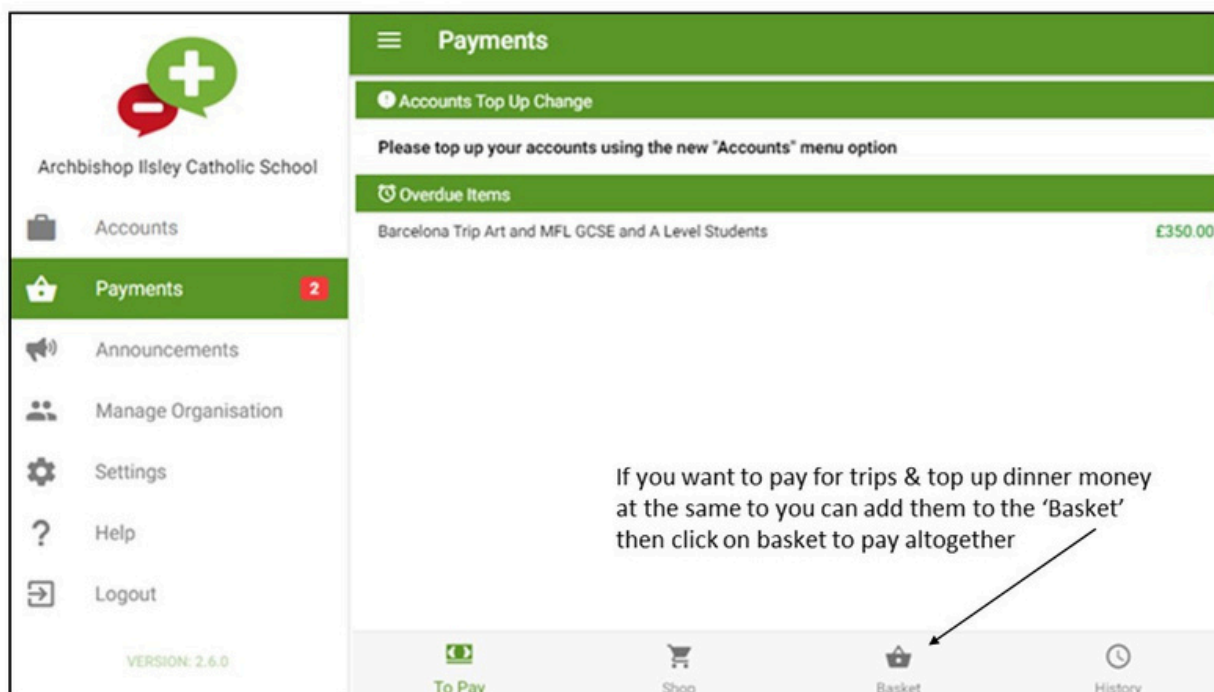 Archbishop Ilsley Catholic School
Accounts
Payments 2
Announcements
Manage Organisation
Settings
Help
Logout
VERSION: 2.6.0
Payments
Accounts Top Up Change
Please top up your accounts using the new "Accounts" menu option
Overdue Items
Barcelona Trip Art and MFL GCSE and A Level Students £350.00
If you want to pay for trips & top up dinner money
at the same to you can add them to the ‘Basket’
then click on basket to pay altogether
To Pay Shop Basket History